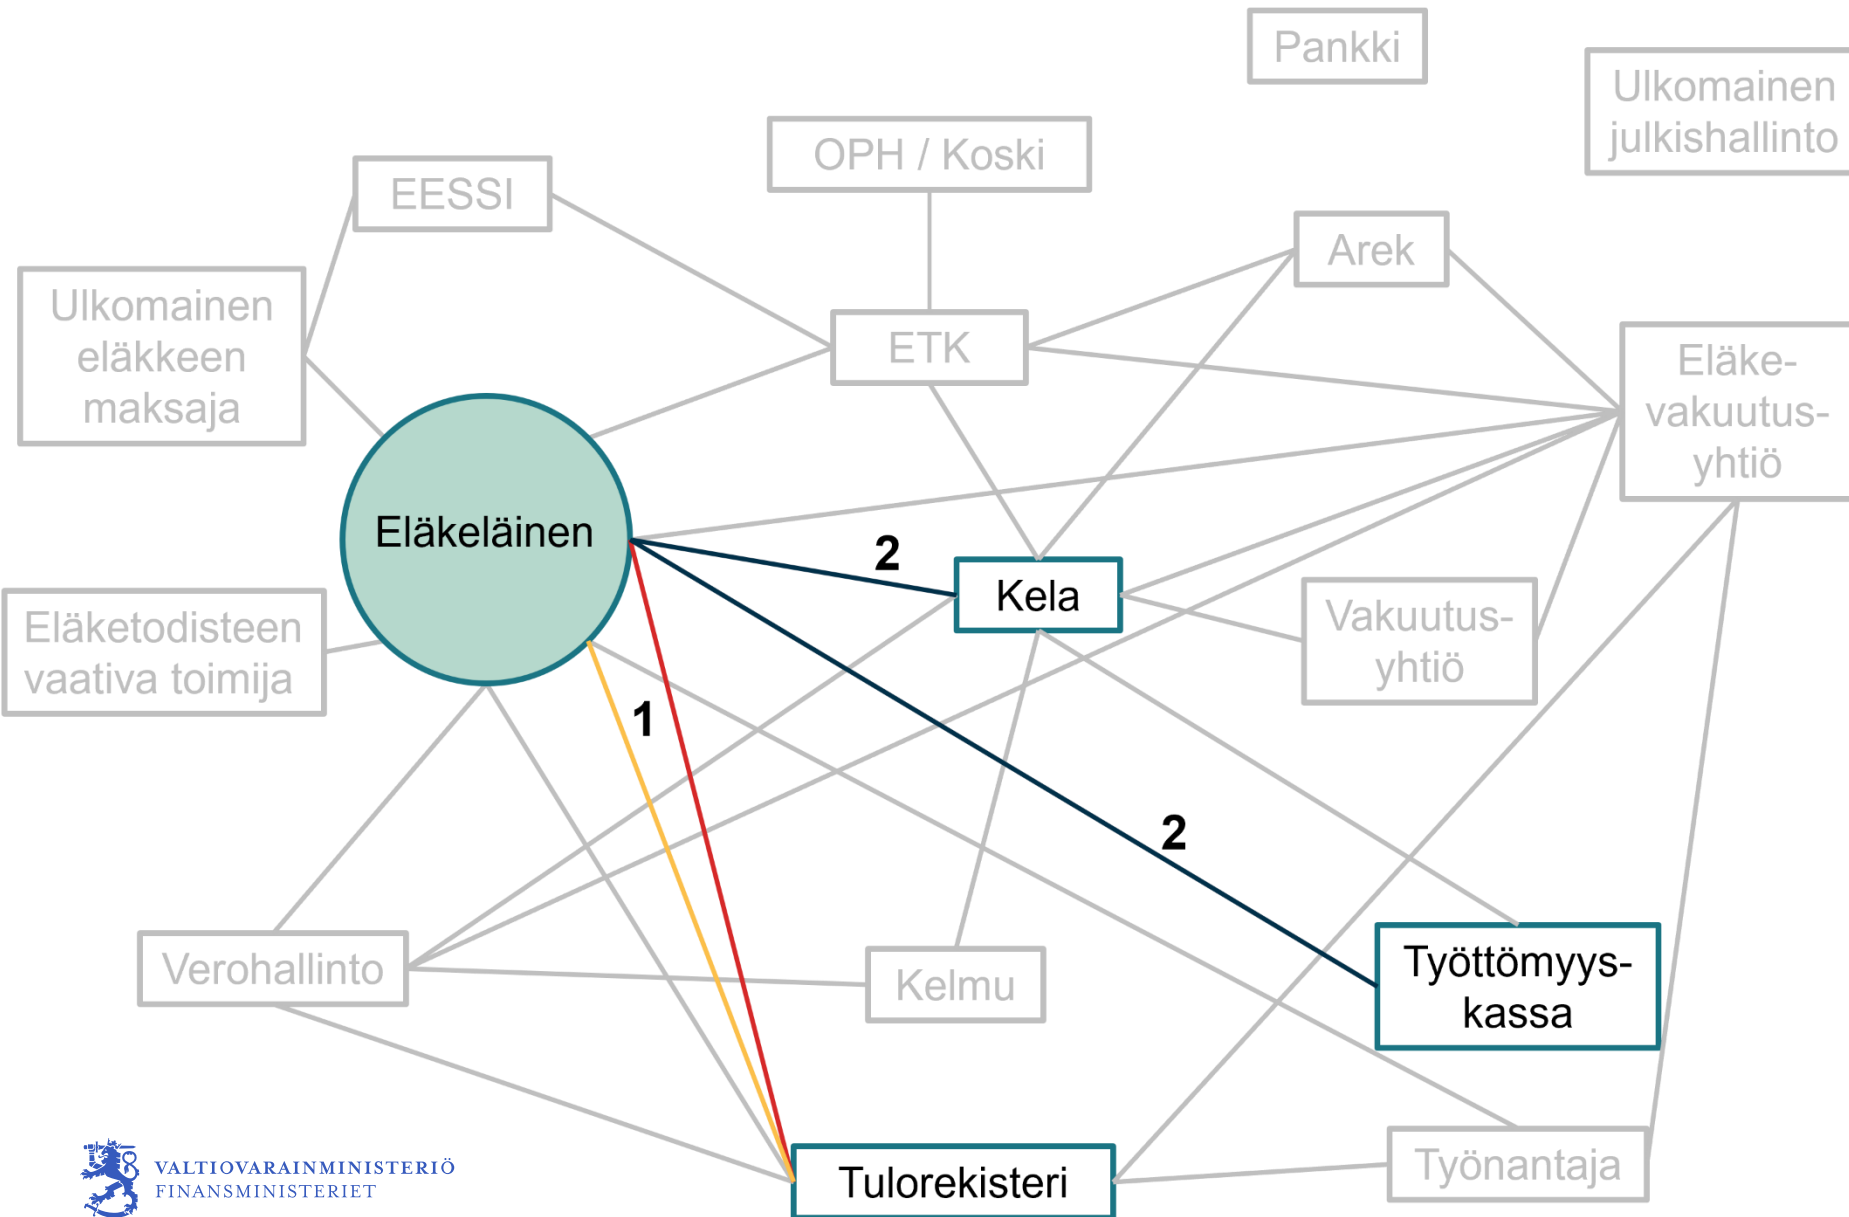 Pankki
Ulkomainen
julkishallinto
OPH / Koski
EESSI
Arek
Ulkomainen
eläkkeen
maksaja
ETK
Eläke-
vakuutus-
yhtiö
Eläkeläinen
2
Kela
Vakuutus-
yhtiö
Eläketodisteen
vaativa toimija
1
2
Verohallinto
Kelmu
Työttömyys-
kassa
Työnantaja
Tulorekisteri
VALTIOVARAINMINISTERIÖ
FINANSMINISTERIET